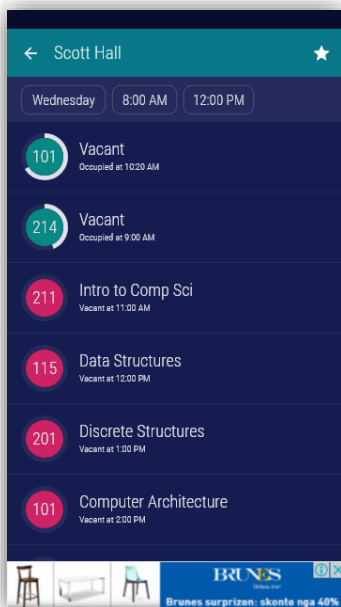 Scott Hall
Wednesday 8:00 AM 12:00 PM
101 Vacant
Occupied at 10:20 AM
214 Vacant
Occupied at 9:00 AM
211 Intro to Comp Sci
Vacant at 11:00 AM
115 Data Structures
Vacant at 12:00 PM
201 Discrete Structures
Vacant at 1:00 PM
101 Computer Architecture
Vacant at 2:00 PM
BRUNES
Brunes surprizon: skonto nga 40%